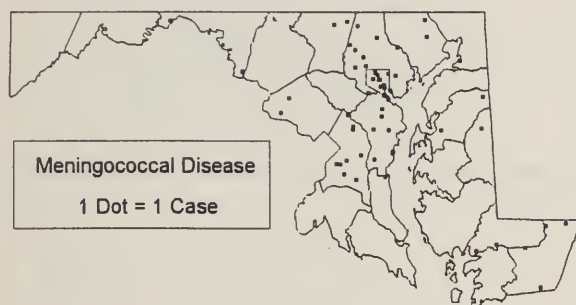 Meningococcal Disease
1 Dot = 1 Case